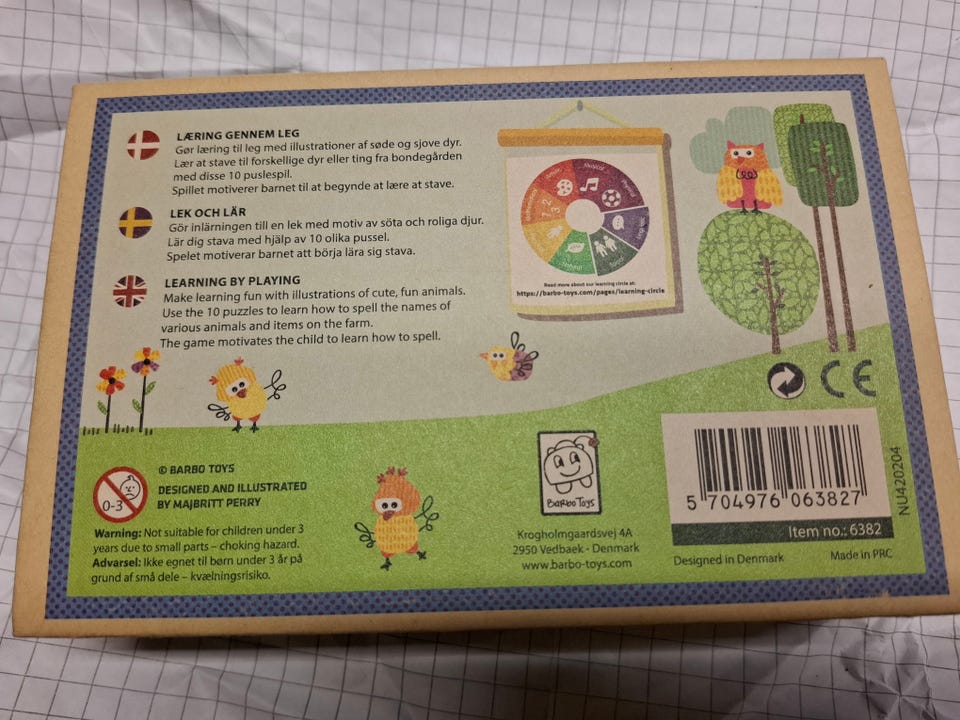 LÆRING GENNEM LEG
Gør læring til leg med illustrationer af søde og sjove dyr.
Lær at stave til forskellige dyr eller ting fra bondegården
med disse 10 puslespil.
Spillet motiverer barnet til at begynde at lære at stave.
LEK OCH LÄR
Gör inlärningen till en lek med motiv av söta och roliga djur.
Lär dig stava med hjälp av 10 olika pussel.
Spelet motiverar barnet att börja lära sig stava.
LEARNING BY PLAYING
Make learning fun with illustrations of cute, fun animals.
Use the 10 puzzles to learn how to spell the names of
various animals and items on the farm.
The game motivates the child to learn how to spell.
Musical
Physical
Social
Natural
1 2 3
Read more about our learning circle at:
https://barbo-toys.com/pages/learning-circle
CE
0-3
© BARBO TOYS
DESIGNED AND ILLUSTRATED
BY MAJBRITT PERRY
Warning: Not suitable for children under 3
years due to small parts – choking hazard.
Advarsel: Ikke egnet til børn under 3 år på
grund af små dele – kvælningsrisiko.
BARBO TOYS
Krogholmgaardsvej 4A
2950 Vedbaek - Denmark
www.barbo-toys.com
5 704976 063827
Item no.: 6382
Designed in Denmark
Made in PRC
NU420204